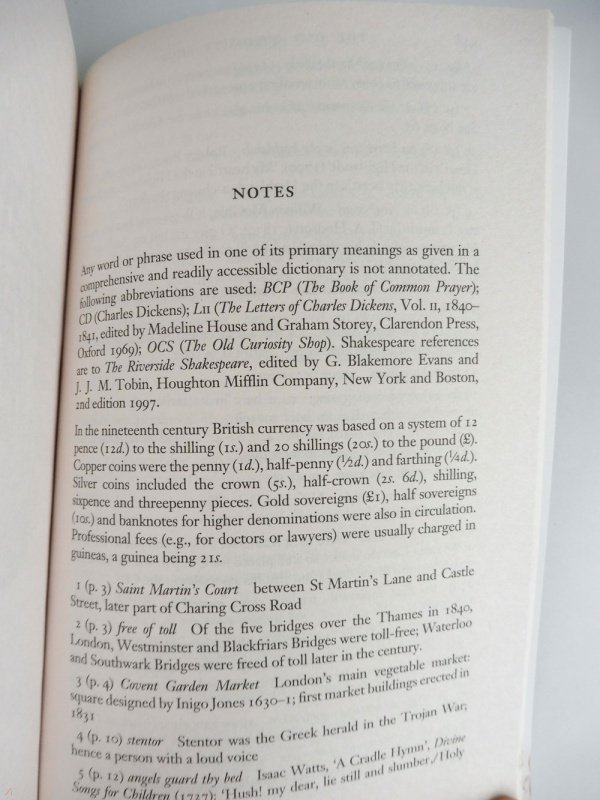 NOTES
Any word or phrase used in one of its primary meanings as given in a
comprehensive and readily accessible dictionary is not annotated. The
following abbreviations are used: BCP (The Book of Common Prayer);
CD (Charles Dickens); LII (The Letters of Charles Dickens, Vol. II, 1840–
1841, edited by Madeline House and Graham Storey, Clarendon Press,
Oxford 1969); OCS (The Old Curiosity Shop). Shakespeare references
are to The Riverside Shakespeare, edited by G. Blakemore Evans and
J. J. M. Tobin, Houghton Mifflin Company, New York and Boston,
2nd edition 1997.
In the nineteenth century British currency was based on a system of 12
pence (12d.) to the shilling (1s.) and 20 shillings (20s.) to the pound (£).
Copper coins were the penny (1d.), half-penny (½d.) and farthing (¼d.).
Silver coins included the crown (5s.), half-crown (2s. 6d.), shilling,
sixpence and threepenny pieces. Gold sovereigns (£1), half sovereigns
(10s.) and banknotes for higher denominations were also in circulation.
Professional fees (e.g., for doctors or lawyers) were usually charged in
guineas, a guinea being 21s.
1 (p. 3) Saint Martin's Court between St Martin's Lane and Castle
Street, later part of Charing Cross Road
2 (p. 3) free of toll Of the five bridges over the Thames in 1840,
London, Westminster and Blackfriars Bridges were toll-free; Waterloo
and Southwark Bridges were freed of toll later in the century.
3 (p. 4) Covent Garden Market London's main vegetable market:
square designed by Inigo Jones 1630–1; first market buildings erected in
1831
4 (p. 10) stentor Stentor was the Greek herald in the Trojan War;
hence a person with a loud voice
5 (p. 12) angels guard thy bed Isaac Watts, 'A Cradle Hymn', Divine
Songs for Children (1727): 'Hush! my dear, lie still and slumber,/Holy